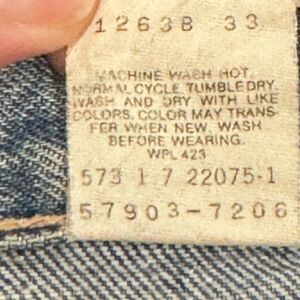 12638 33
MACHINE WASH HOT,
NORMAL CYCLE, TUMBLE DRY.
WASH AND DRY WITH LIKE
COLORS. COLOR MAY TRANS-
FER WHEN NEW. WASH
BEFORE WEARING.
WPL 423
573 1 7 22075-1
57903-7206